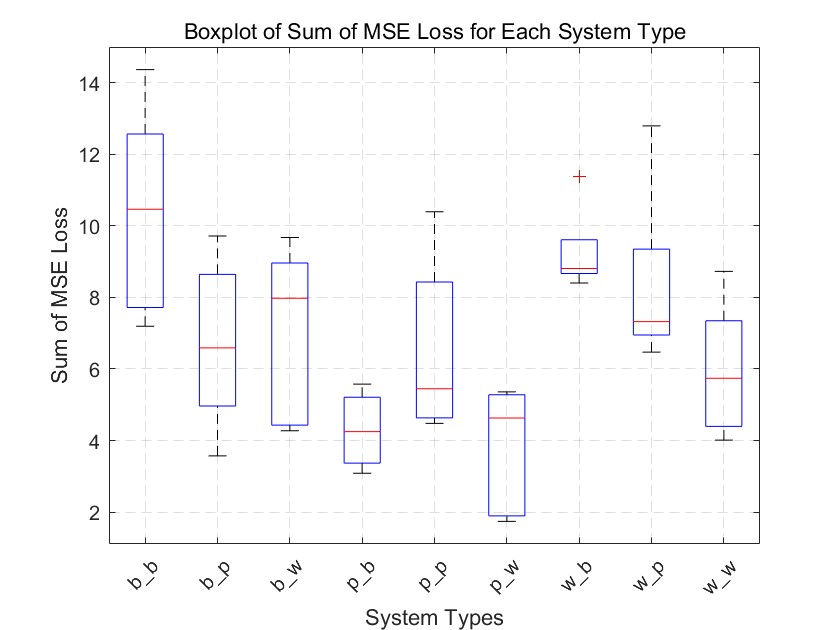 Boxplot of Sum of MSE Loss for Each System Type
Sum of MSE Loss
14
12
10
8
6
4
2
b_b
b_p
b_w
p_b
p_p
p_w
w_b
w_p
w_w
System Types